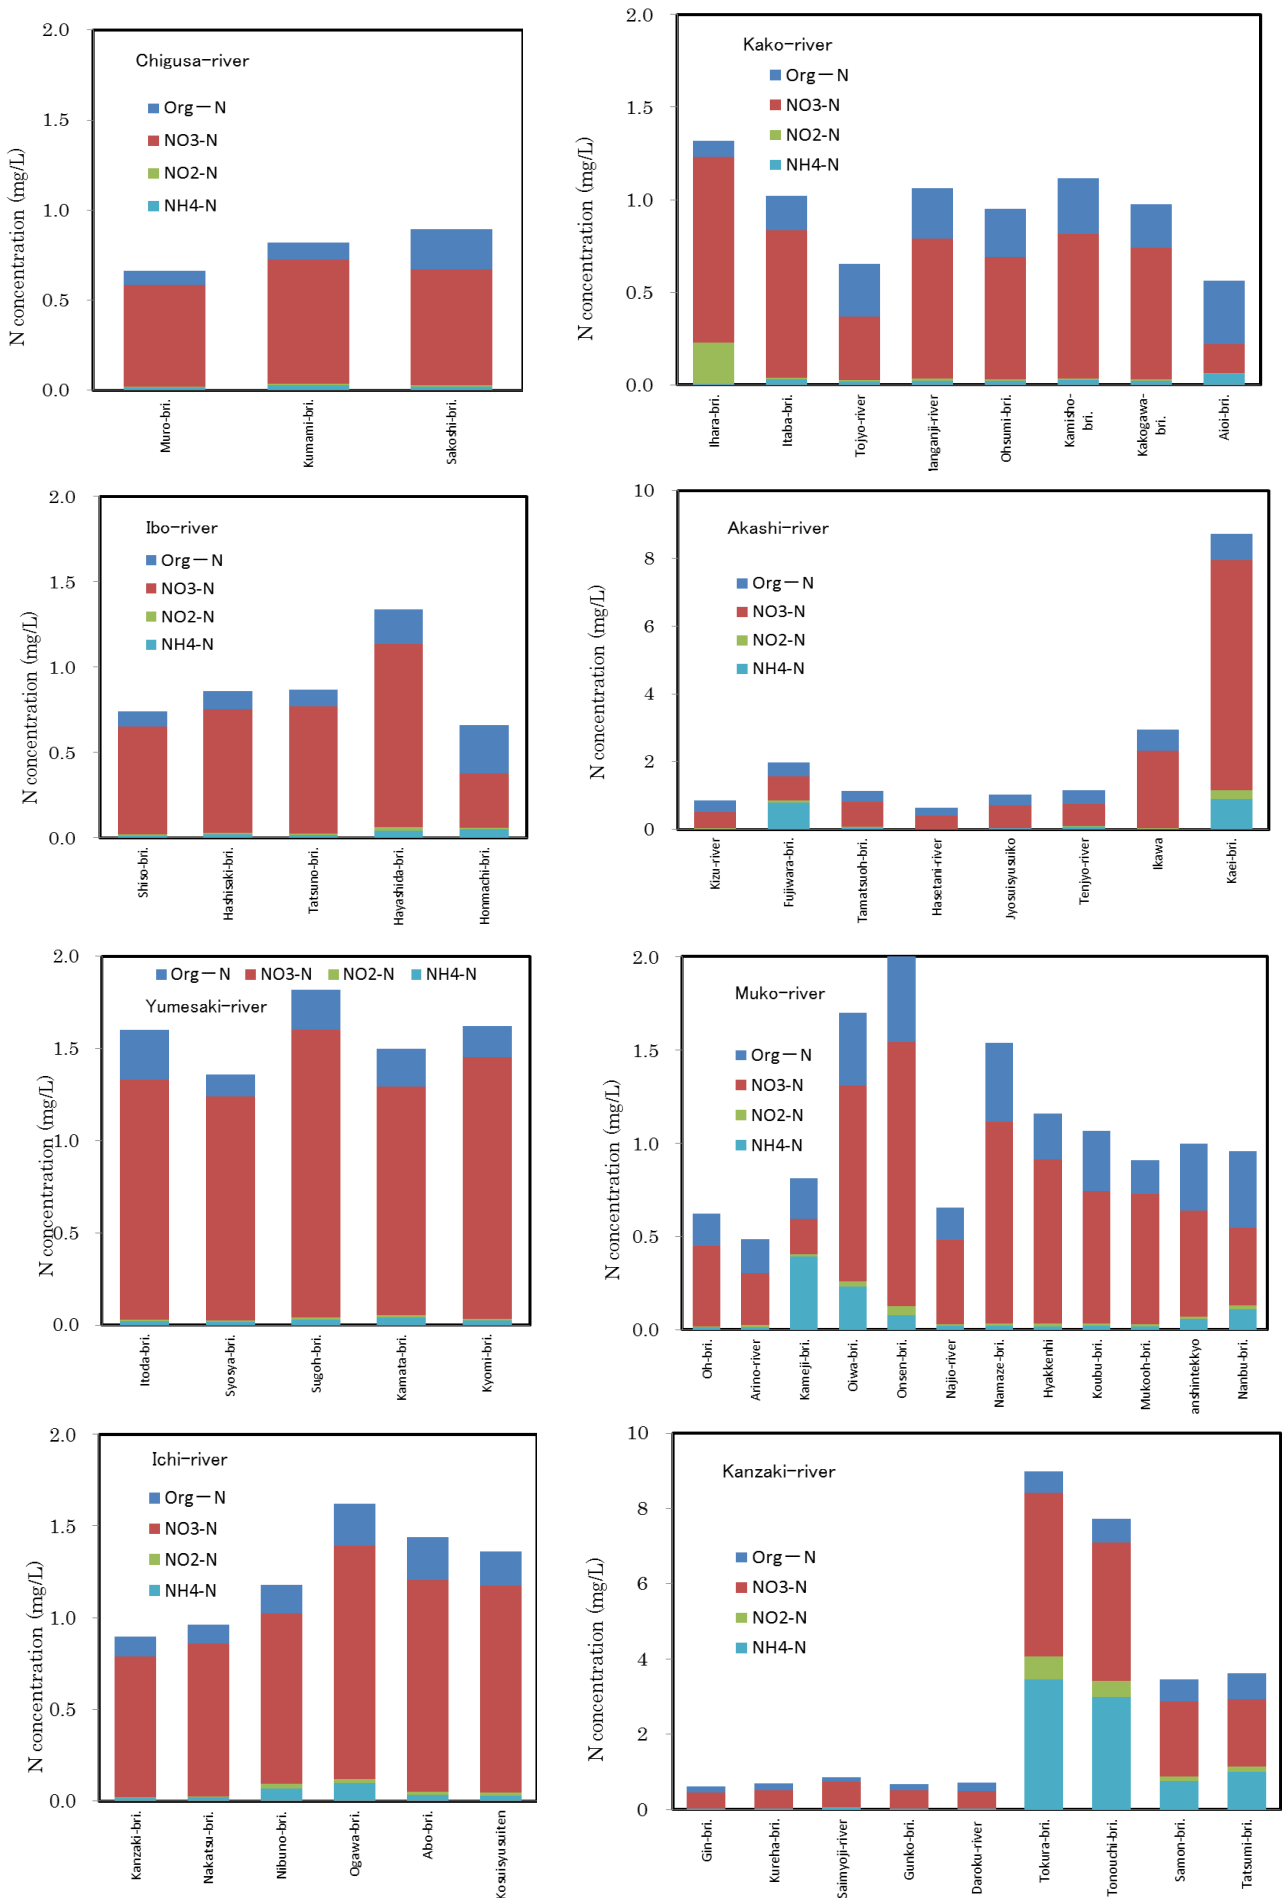 N concentration (mg/L)
2.0
1.5
1.0
0.5
0.0
Chigusa-river
Org－N
NO3-N
NO2-N
NH4-N
Muro-bri.
Kumami-bri.
Sakoshi-bri.
N concentration (mg/L)
2.0
1.5
1.0
0.5
0.0
Kako-river
Org－N
NO3-N
NO2-N
NH4-N
Ihara-bri.
Itaba-bri.
Tojyo-river
Ianganji-river
Ohsumi-bri.
Kamisho-
bri.
Kakogawa-
bri.
Aioi-bri.
N concentration (mg/L)
2.0
1.5
1.0
0.5
0.0
Ibo-river
Org－N
NO3-N
NO2-N
NH4-N
Shiso-bri.
Hashisaki-bri.
Tatsuno-bri.
Hayashida-bri.
Honmachi-bri.
N concentration (mg/L)
10
8
6
4
2
0
Akashi-river
Org－N
NO3-N
NO2-N
NH4-N
Kizu-river
Fujiwara-bri.
Tamatsuoh-bri.
Hasetani-river
Jyosuisyusuiko
Tenjyo-river
Ikawa
Kaei-bri.
N concentration (mg/L)
2.0
1.5
1.0
0.5
0.0
Org－N NO3-N NO2-N NH4-N
Yumesaki-river
Itoda-bri.
Syosya-bri.
Sugoh-bri.
Kamata-bri.
Kyomi-bri.
N concentration (mg/L)
2.0
1.5
1.0
0.5
0.0
Muko-river
Org－N
NO3-N
NO2-N
NH4-N
Oh-bri.
Arino-river
Kameji-bri.
Oiwa-bri.
Onsen-bri.
Najio-river
Namaze-bri.
Hyakkenhi
Koubu-bri.
Mukooh-bri.
anshintekkyo
Nanbu-bri.
N concentration (mg/L)
2.0
1.5
1.0
0.5
0.0
Ichi-river
Org－N
NO3-N
NO2-N
NH4-N
Kanzaki-bri.
Nakatsu-bri.
Nibuno-bri.
Ogawa-bri.
Abo-bri.
Kosuisyusuiten
N concentration (mg/L)
10
8
6
4
2
0
Kanzaki-river
Org－N
NO3-N
NO2-N
NH4-N
Gin-bri.
Kureha-bri.
Saimyoji-river
Gunko-bri.
Daroku-river
Tokura-bri.
Tonouchi-bri.
Samon-bri.
Tatsumi-bri.